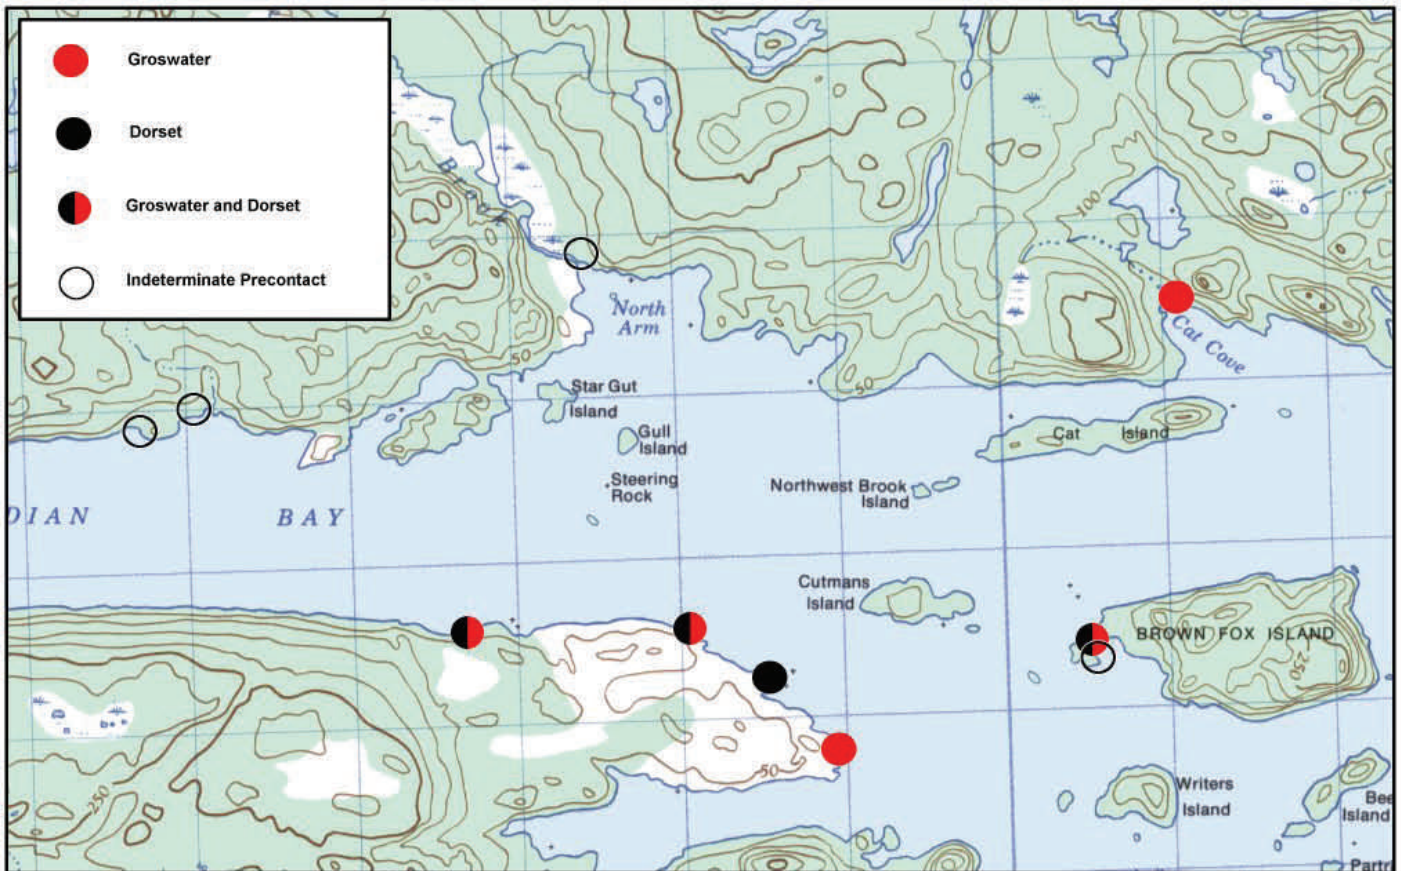 Groswater
Dorset
Groswater and Dorset
Indeterminate Precontact
Brook
100
North
Arm
Cat Cove
50
50
Star Gut
Island
Gull
Island
Cat Island
Steering
Rock
Northwest Brook
Island
DIAN BAY
Cutmans
Island
BROWN FOX ISLAND
250
50
250
Writers
Island
Bee
Island
Partri